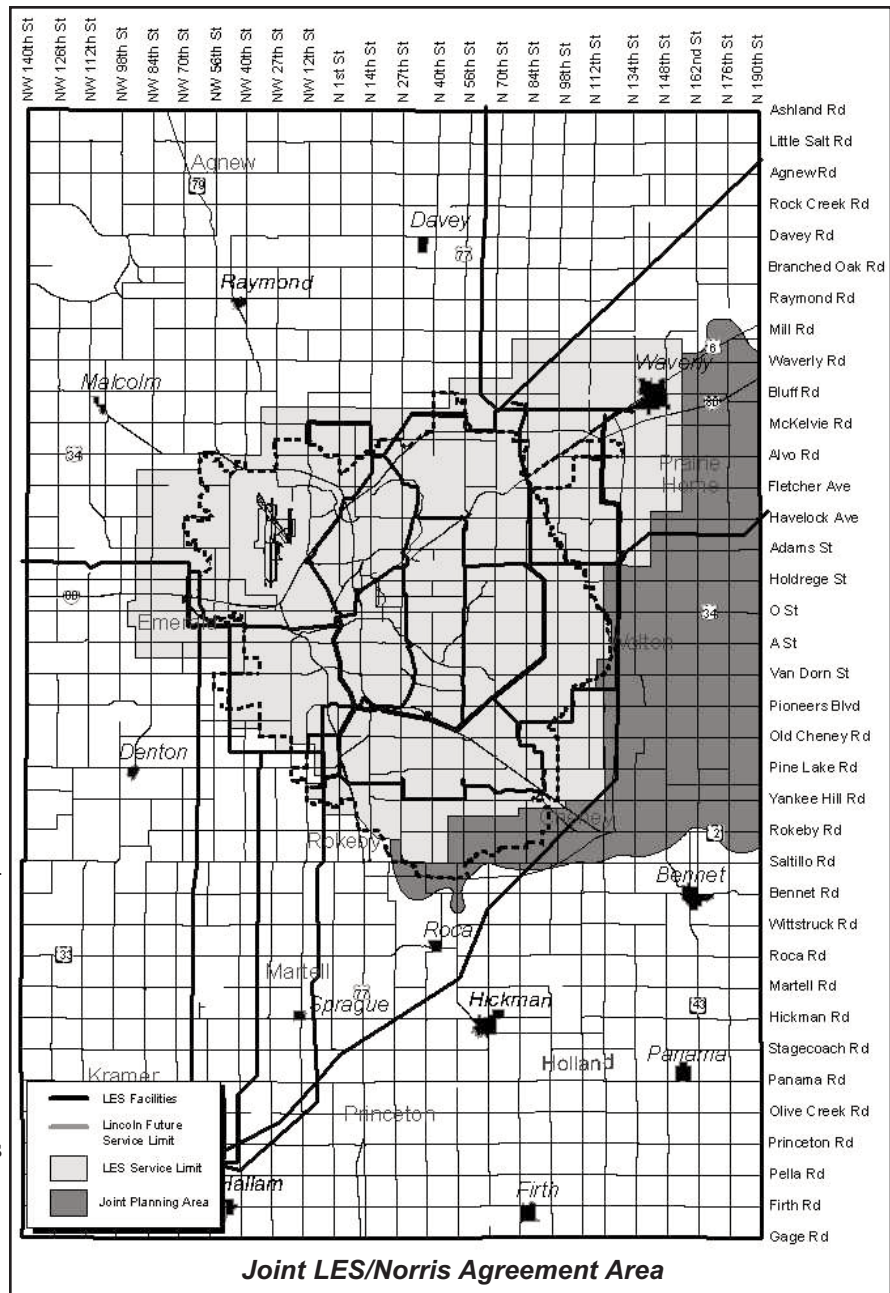 NW 140th St
NW 126th St
NW 112th St
NW 98th St
NW 84th St
NW 70th St
NW 56th St
NW 40th St
NW 27th St
NW 12th St
N 1st St
N 14th St
N 27th St
N 40th St
N 56th St
N 70th St
N 84th St
N 98th St
N 112th St
N 134th St
N 148th St
N 162nd St
N 176th St
N 190th St
Ashland Rd
Little Salt Rd
Agnew Rd
Rock Creek Rd
Davey Rd
Branched Oak Rd
Raymond Rd
Mill Rd
Waverly Rd
Bluff Rd
McKelvie Rd
Alvo Rd
Fletcher Ave
Havelock Ave
Adams St
Holdrege St
O St
A St
Van Dorn St
Pioneers Blvd
Old Cheney Rd
Pine Lake Rd
Yankee Hill Rd
Rokeby Rd
Saltillo Rd
Bennet Rd
Wittstruck Rd
Roca Rd
Martell Rd
Hickman Rd
Stagecoach Rd
Panama Rd
Olive Creek Rd
Princeton Rd
Pella Rd
Firth Rd
Gage Rd
Agnew
79
Davey
77
Raymond
6
Waverly
Malcolm
80
34
Prairie
Home
80
Emerald
34
Walton
Denton
Cheney
Rokeby
2
Bennet
Roca
33
Martell
77
Sprague
Hickman
43
Holland
Panama
Kramer
Princeton
Hallam
Firth
LES Facilities
Lincoln Future
Service Limit
LES Service Limit
Joint Planning Area
Joint LES/Norris Agreement Area